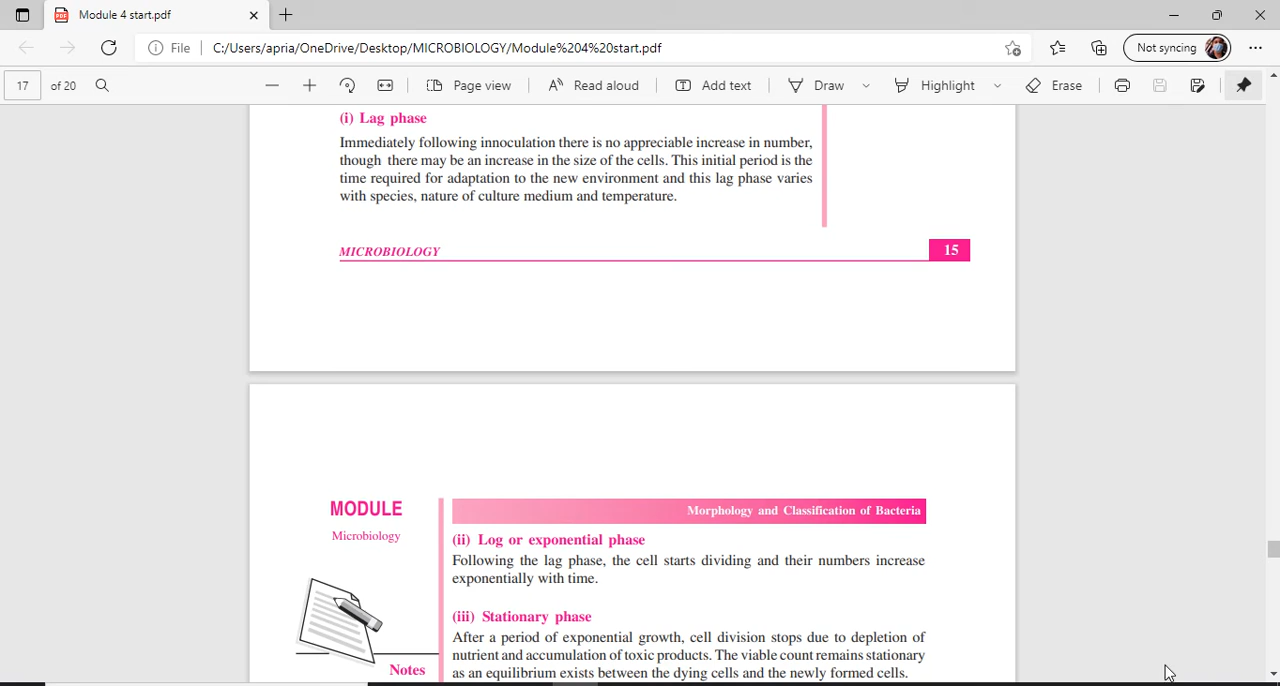 Module 4 start.pdf
File
C:/Users/apria/OneDrive/Desktop/MICROBIOLOGY/Module%204%20start.pdf
Not syncing
17 of 20
Page view
Read aloud
Add text
Draw
Highlight
Erase
(i) Lag phase
Immediately following innoculation there is no appreciable increase in number,
though there may be an increase in the size of the cells. This initial period is the
time required for adaptation to the new environment and this lag phase varies
with species, nature of culture medium and temperature.
MICROBIOLOGY
15
MODULE
Microbiology
Morphology and Classification of Bacteria
(ii) Log or exponential phase
Following the lag phase, the cell starts dividing and their numbers increase
exponentially with time.
(iii) Stationary phase
After a period of exponential growth, cell division stops due to depletion of
nutrient and accumulation of toxic products. The viable count remains stationary
as an equilibrium exists between the dying cells and the newly formed cells.
Notes